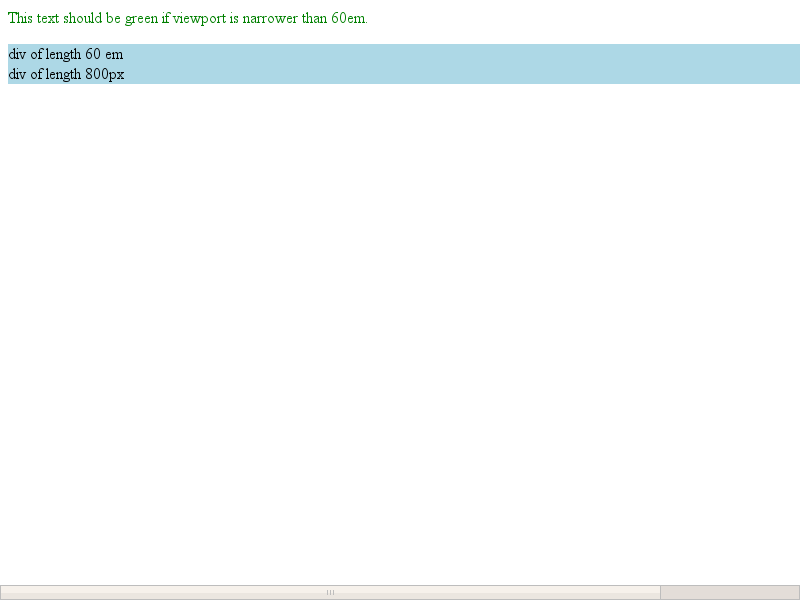 This text should be green if viewport is narrower than 60em.
div of length 60 em
div of length 800px